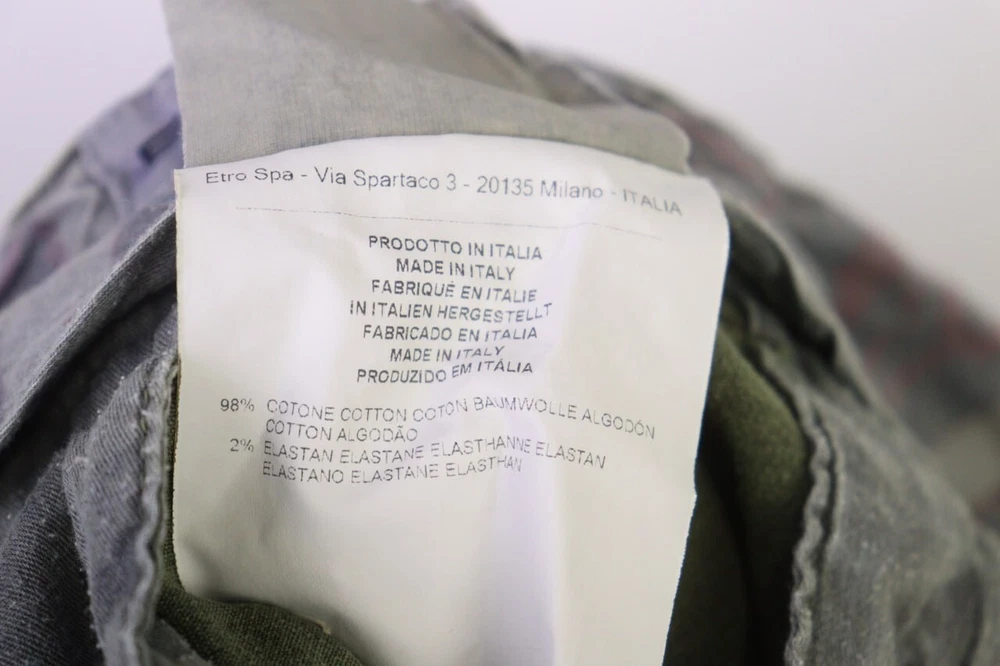 Etro Spa - Via Spartaco 3 - 20135 Milano - ITALIA
PRODOTTO IN ITALIA
MADE IN ITALY
FABRIQUÉ EN ITALIE
IN ITALIEN HERGESTELLT
FABRICADO EN ITALIA
MADE IN ITALY
PRODUZIDO EM ITÁLIA
98% COTONE COTTON COTON BAUMWOLLE ALGODÓN
COTTON ALGODÃO
2% ELASTAN ELASTANE ELASTHANNE ELASTAN
ELASTANO ELASTANE ELASTHAN